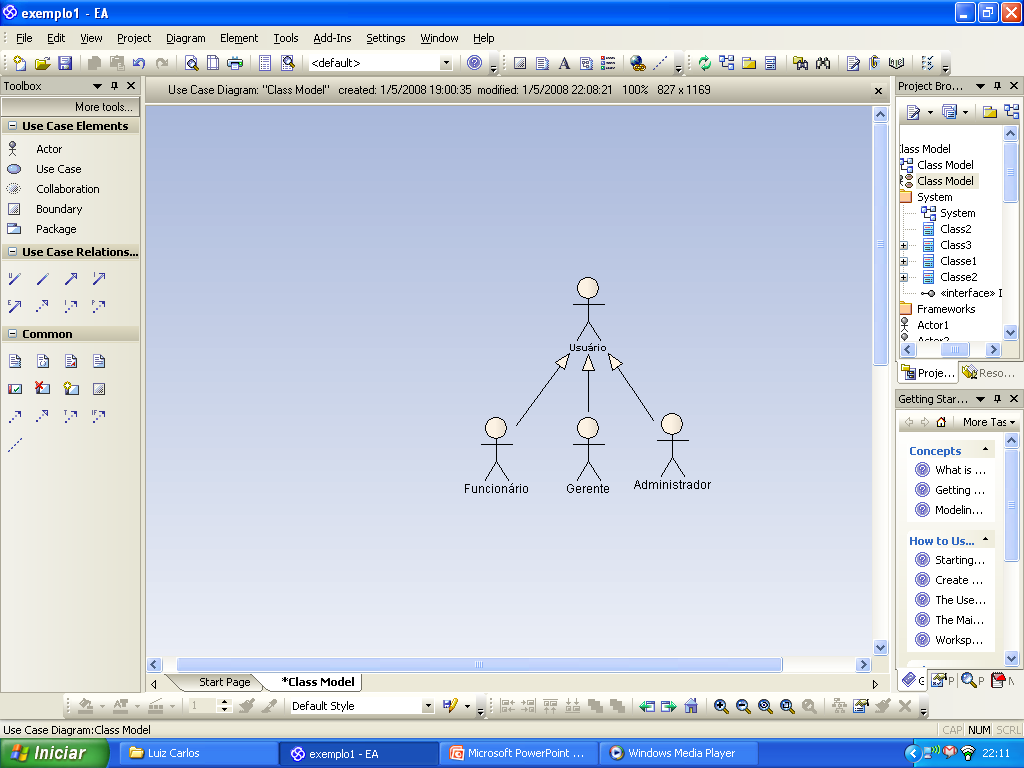 exemplo1 - EA
File Edit View Project Diagram Element Tools Add-Ins Settings Window Help
<default>
Toolbox
More tools...
Use Case Elements
Actor
Use Case
Collaboration
Boundary
Package
Use Case Relations...
Common
Use Case Diagram: "Class Model" created: 1/5/2008 19:00:35 modified: 1/5/2008 22:08:21 100% 827 x 1169
Usuário
Funcionário
Gerente
Administrador
Start Page
*Class Model
Project Bro...
lass Model
Class Model
Class Model
System
System
Class2
Class3
Classe1
Classe2
«interface» I
Frameworks
Actor1
Actor2
Proje...
Reso...
Getting Star...
More Tas
Concepts
What is ...
Getting ...
Modelin...
How to Us...
Starting...
Create ...
The Use...
The Mai...
Worksp...
G
P
P
N
1
Default Style
Use Case Diagram:Class Model
CAP NUM SCRL
Iniciar
Luiz Carlos
exemplo1 - EA
Microsoft PowerPoint ...
Windows Media Player
22:11